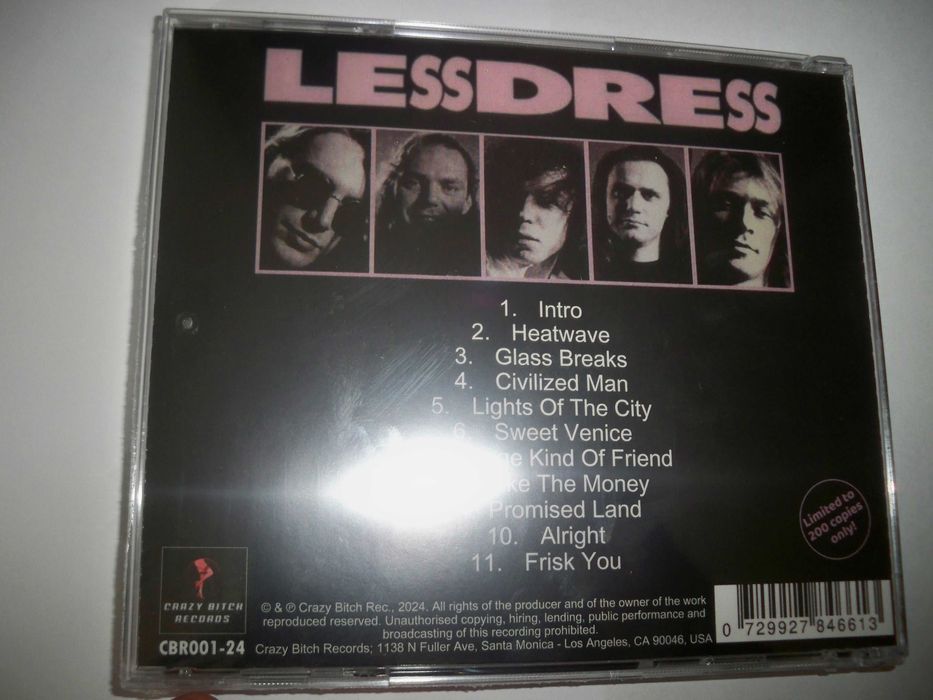 LESSDRESS
1. Intro
2. Heatwave
3. Glass Breaks
4. Civilized Man
5. Lights Of The City
6. Sweet Venice
Kind Of Friend
The Money
Promised Land
10. Alright
11. Frisk You
Limited to
200 copies
only!
CRAZY BITCH
RECORDS
CBR001-24
© & ℗ Crazy Bitch Rec., 2024. All rights of the producer and of the owner of the work
reproduced reserved. Unauthorised copying, hiring, lending, public performance and
broadcasting of this recording prohibited.
Crazy Bitch Records; 1138 N Fuller Ave, Santa Monica - Los Angeles, CA 90046, USA
0 729927 846613